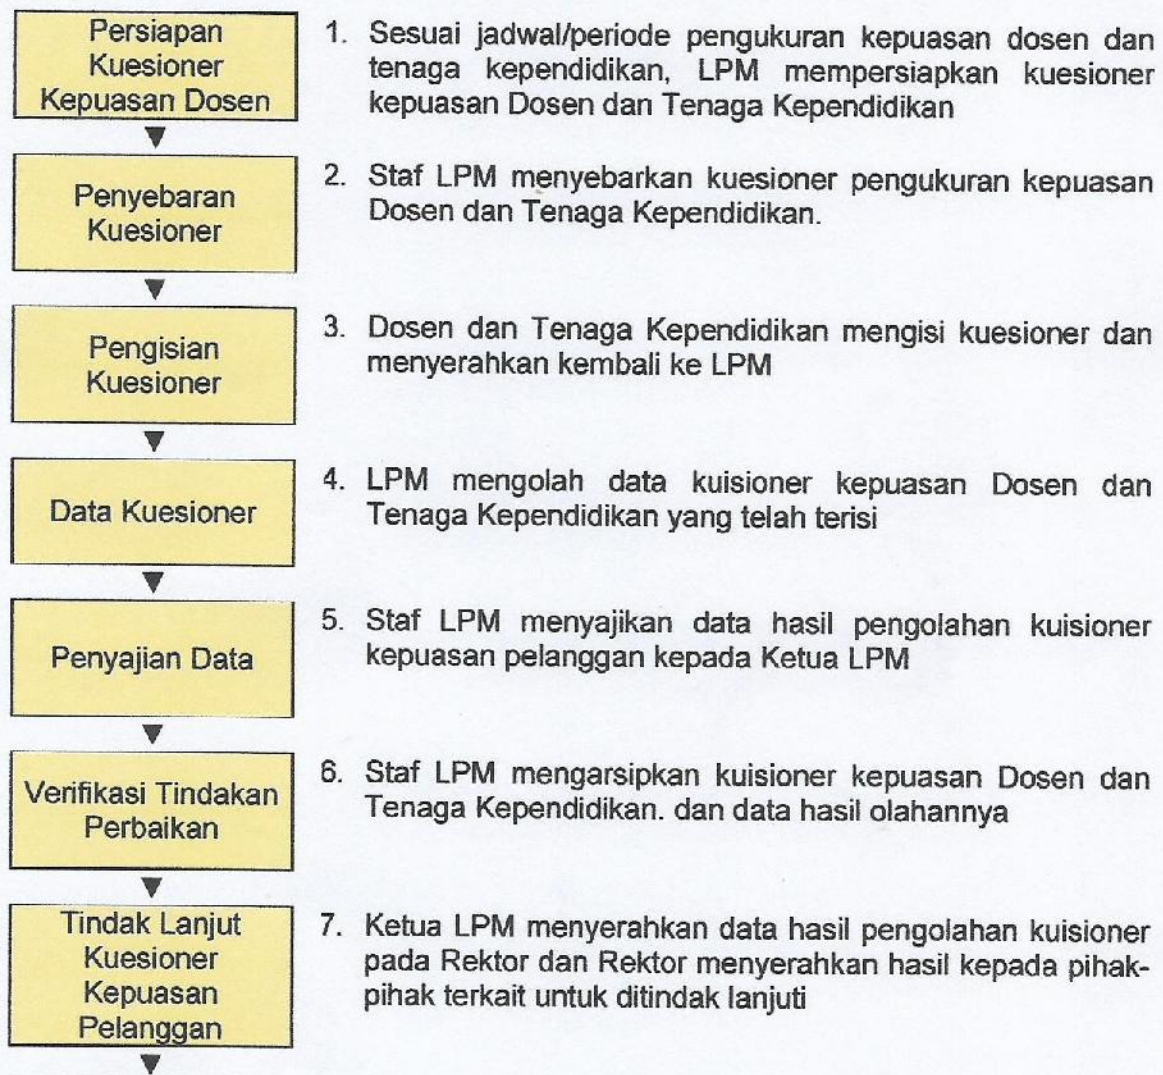 Persiapan
Kuesioner
Kepuasan Dosen
1. Sesuai jadwal/periode pengukuran kepuasan dosen dan
tenaga kependidikan, LPM mempersiapkan kuesioner
kepuasan Dosen dan Tenaga Kependidikan
Penyebaran
Kuesioner
2. Staf LPM menyebarkan kuesioner pengukuran kepuasan
Dosen dan Tenaga Kependidikan.
Pengisian
Kuesioner
3. Dosen dan Tenaga Kependidikan mengisi kuesioner dan
menyerahkan kembali ke LPM
Data Kuesioner
4. LPM mengolah data kuisioner kepuasan Dosen dan
Tenaga Kependidikan yang telah terisi
Penyajian Data
5. Staf LPM menyajikan data hasil pengolahan kuisioner
kepuasan pelanggan kepada Ketua LPM
Verifikasi Tindakan
Perbaikan
6. Staf LPM mengarsipkan kuisioner kepuasan Dosen dan
Tenaga Kependidikan. dan data hasil olahannya
Tindak Lanjut
Kuesioner
Kepuasan
Pelanggan
7. Ketua LPM menyerahkan data hasil pengolahan kuisioner
pada Rektor dan Rektor menyerahkan hasil kepada pihak-
pihak terkait untuk ditindak lanjuti